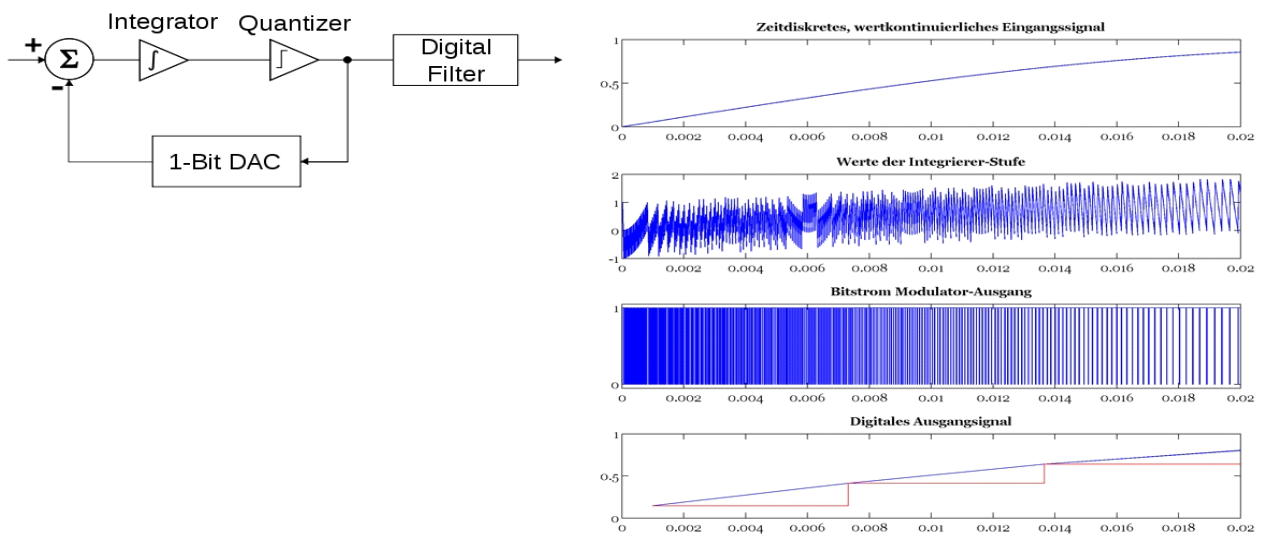 Integrator
Quantizer
+
Σ
∫
-
Digital
Filter
1-Bit DAC
Zeitdiskretes, wertkontinuierliches Eingangssignal
1
0.5
0
0 0.002 0.004 0.006 0.008 0.01 0.012 0.014 0.016 0.018 0.02
Werte der Integrierer-Stufe
2
1
0
-1
0 0.002 0.004 0.006 0.008 0.01 0.012 0.014 0.016 0.018 0.02
Bitstrom Modulator-Ausgang
1
0
0 0.002 0.004 0.006 0.008 0.01 0.012 0.014 0.016 0.018 0.02
Digitales Ausgangsignal
1
0.5
0
0 0.002 0.004 0.006 0.008 0.01 0.012 0.014 0.016 0.018 0.02